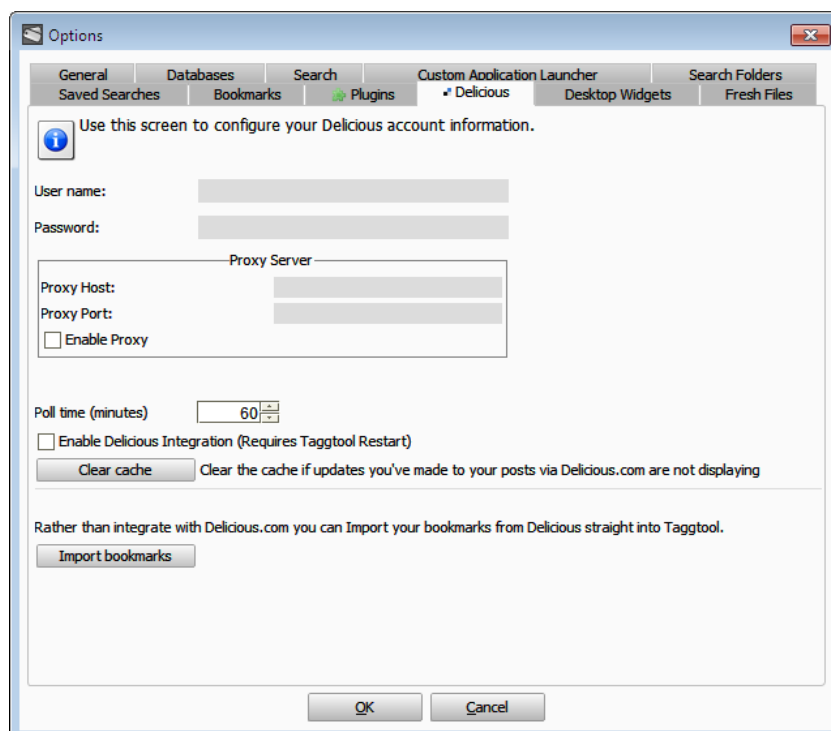 Options
General Databases Search Custom Application Launcher Search Folders
Saved Searches Bookmarks Plugins Delicious Desktop Widgets Fresh Files
Use this screen to configure your Delicious account information.
User name:
Password:
Proxy Server
Proxy Host:
Proxy Port:
Enable Proxy
Poll time (minutes) 60
Enable Delicious Integration (Requires Taggtool Restart)
Clear cache Clear the cache if updates you've made to your posts via Delicious.com are not displaying
Rather than integrate with Delicious.com you can Import your bookmarks from Delicious straight into Taggtool.
Import bookmarks
OK Cancel